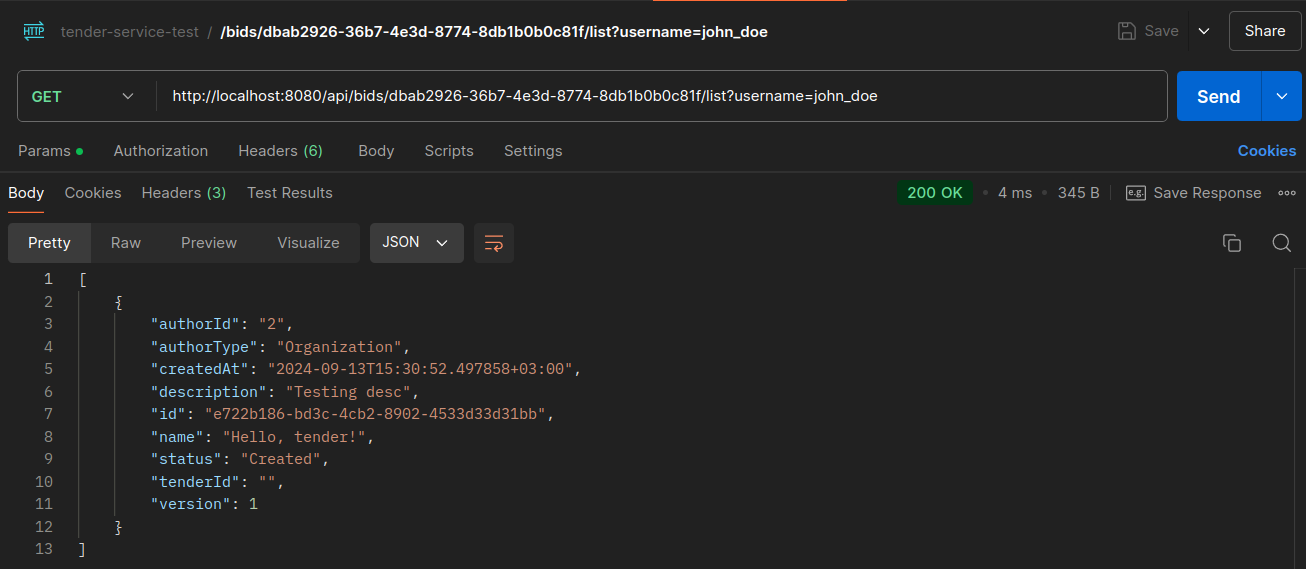 HTTP tender-service-test / /bids/dbab2926-36b7-4e3d-8774-8db1b0b0c81f/list?username=john_doe Save Share
GET http://localhost:8080/api/bids/dbab2926-36b7-4e3d-8774-8db1b0b0c81f/list?username=john_doe Send
Params Authorization Headers (6) Body Scripts Settings Cookies
Body Cookies Headers (3) Test Results 200 OK 4 ms 345 B e.g. Save Response
Pretty Raw Preview Visualize JSON
1 [
2 {
3 "authorId": "2",
4 "authorType": "Organization",
5 "createdAt": "2024-09-13T15:30:52.497858+03:00",
6 "description": "Testing desc",
7 "id": "e722b186-bd3c-4cb2-8902-4533d33d31bb",
8 "name": "Hello, tender!",
9 "status": "Created",
10 "tenderId": "",
11 "version": 1
12 }
13 ]